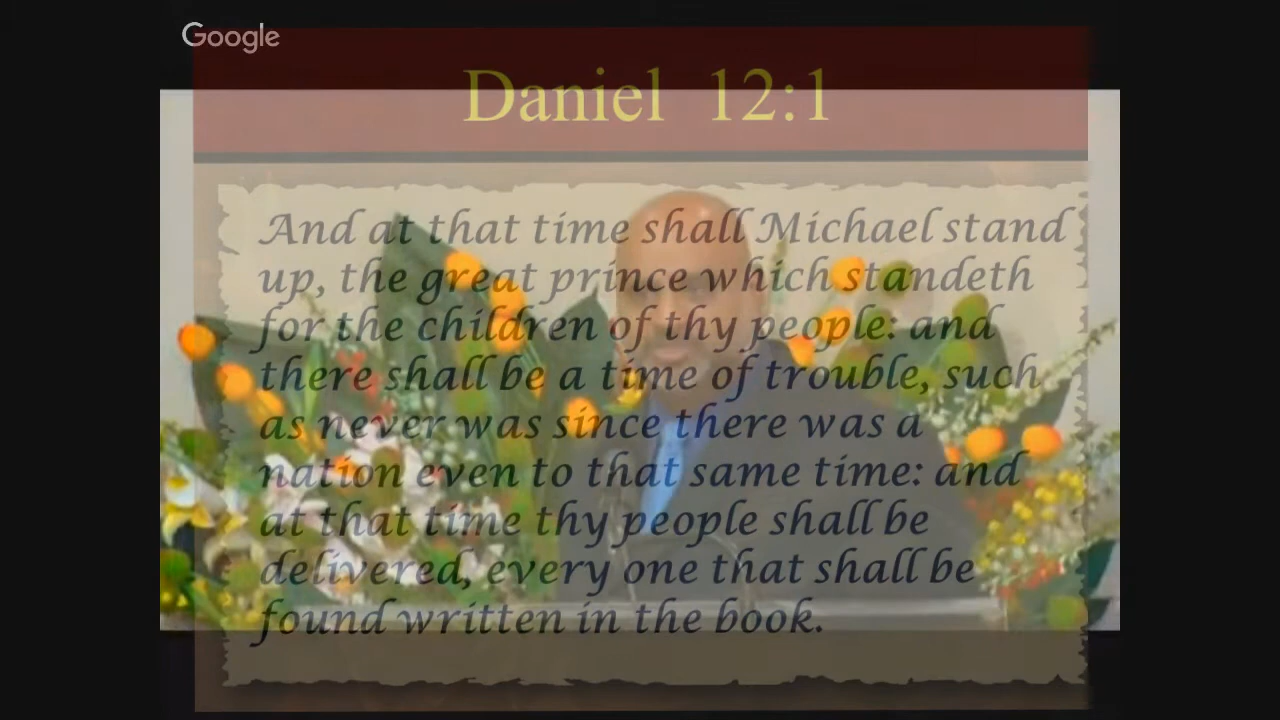 Google
Daniel 12:1
And at that time shall Michael stand
up, the great prince which standeth
for the children of thy people: and
there shall be a time of trouble, such
as never was since there was a
nation even to that same time: and
at that time thy people shall be
delivered, every one that shall be
found written in the book.